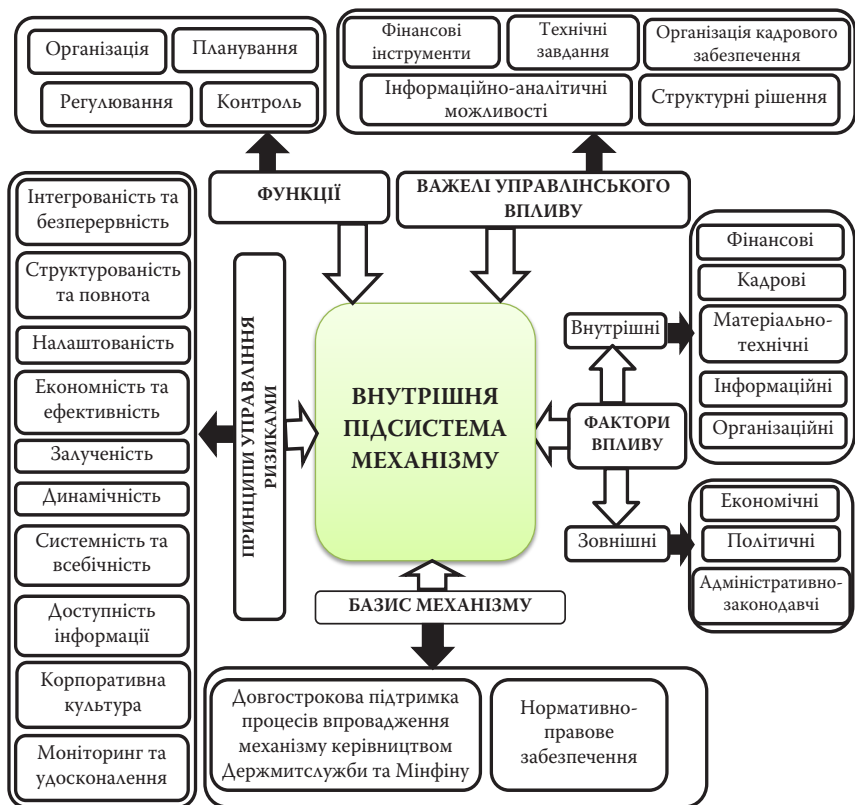 Організація
Планування
Регулювання
Контроль
Фінансові
інструменти
Технічні
завдання
Організація кадрового
забезпечення
Інформаційно-аналітичні
можливості
Структурні рішення
ФУНКЦІЇ
ВАЖЕЛІ УПРАВЛІНСЬКОГО
ВПЛИВУ
Інтегрованість та
безперервність
Структурованість
та повнота
Налаштованість
Економність та
ефективність
Залученість
Динамічність
Системність та
всебічність
Доступність
інформації
Корпоративна
культура
Моніторинг та
удосконалення
ПРИНЦИПИ УПРАВЛІННЯ
РИЗИКАМИ
ВНУТРІШНЯ
ПІДСИСТЕМА
МЕХАНІЗМУ
Внутрішні
ФАКТОРИ
ВПЛИВУ
Зовнішні
Фінансові
Кадрові
Матеріально-
технічні
Інформаційні
Організаційні
Економічні
Політичні
Адміністративно-
законодавчі
БАЗИС МЕХАНІЗМУ
Довгострокова підтримка
процесів впровадження
механізму керівництвом
Держмитслужби та Мінфіну
Нормативно-
правове
забезпечення